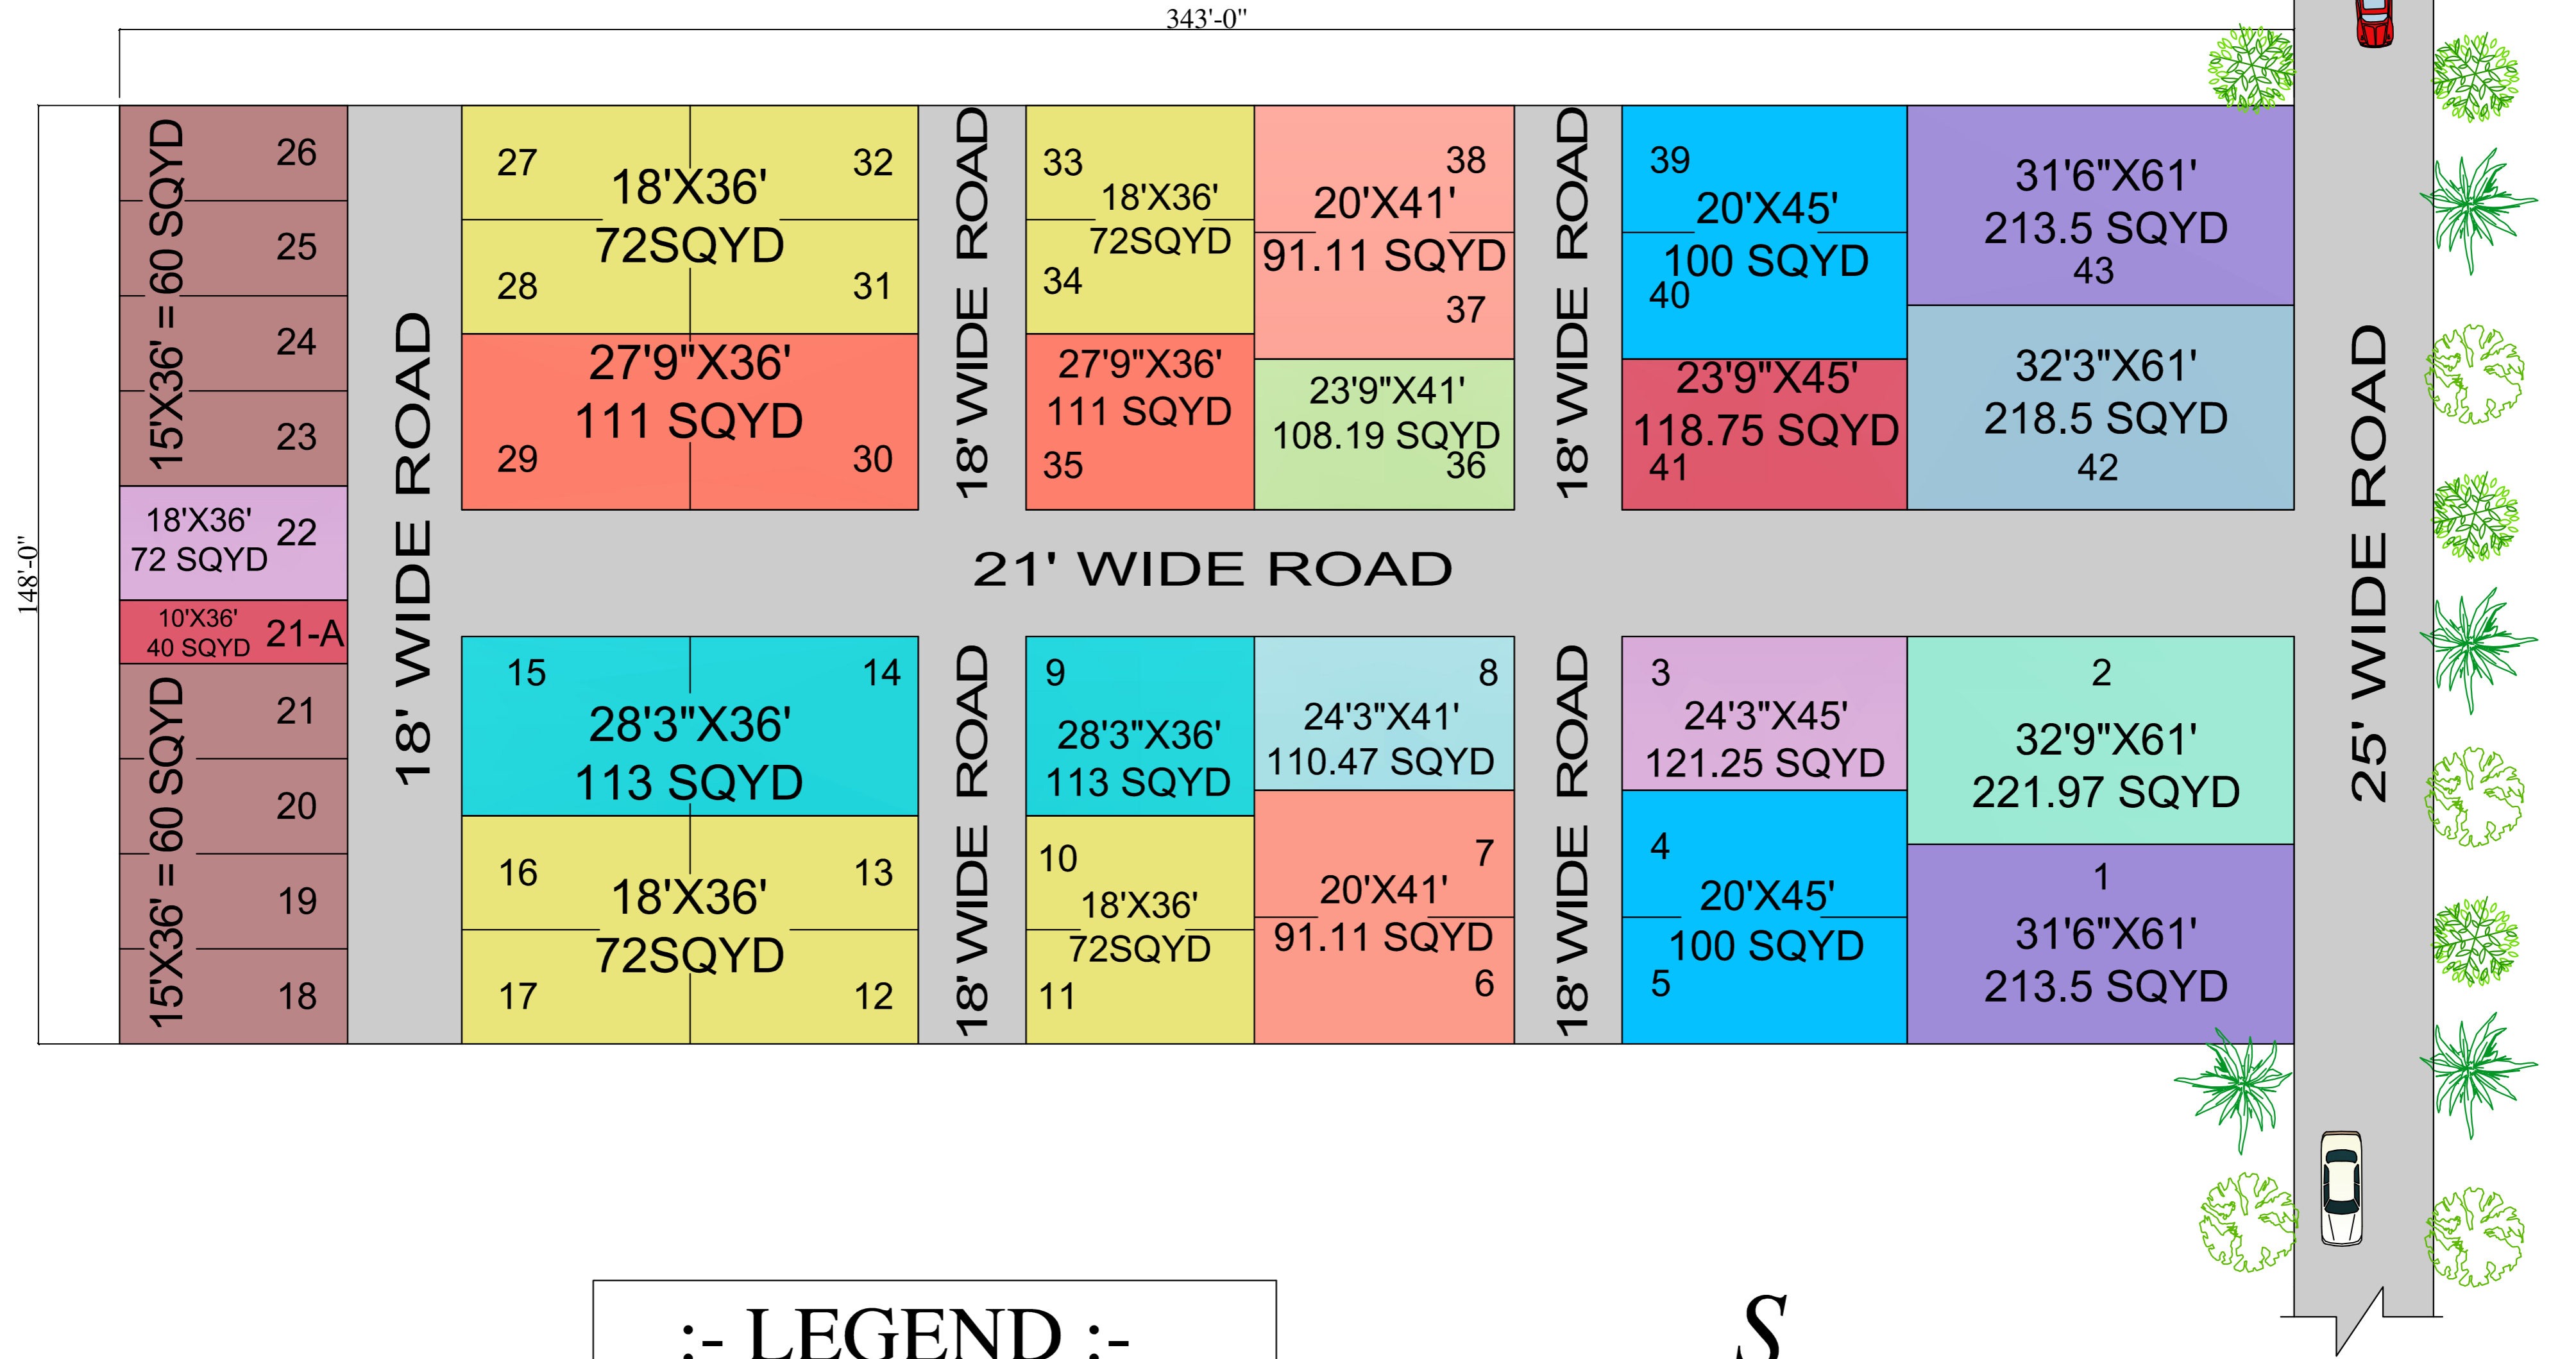 343'-0"
148'-0"
15'X36' = 60 SQYD
26
25
24
23
18'X36'
72 SQYD
22
10'X36'
40 SQYD
21-A
15'X36' = 60 SQYD
21
20
19
18
18' WIDE ROAD
27
32
18'X36'
72SQYD
28
31
27'9"X36'
111 SQYD
29
30
18' WIDE ROAD
33
18'X36'
72SQYD
34
27'9"X36'
111 SQYD
35
38
20'X41'
91.11 SQYD
37
23'9"X41'
108.19 SQYD
36
18' WIDE ROAD
39
20'X45'
100 SQYD
40
23'9"X45'
118.75 SQYD
41
31'6"X61'
213.5 SQYD
43
32'3"X61'
218.5 SQYD
42
21' WIDE ROAD
25' WIDE ROAD
15
14
28'3"X36'
113 SQYD
16
13
18'X36'
72SQYD
17
12
18' WIDE ROAD
9
28'3"X36'
113 SQYD
10
18'X36'
72SQYD
11
8
24'3"X41'
110.47 SQYD
7
20'X41'
91.11 SQYD
6
18' WIDE ROAD
3
24'3"X45'
121.25 SQYD
4
20'X45'
100 SQYD
5
2
32'9"X61'
221.97 SQYD
1
31'6"X61'
213.5 SQYD
:- LEGEND :-
S